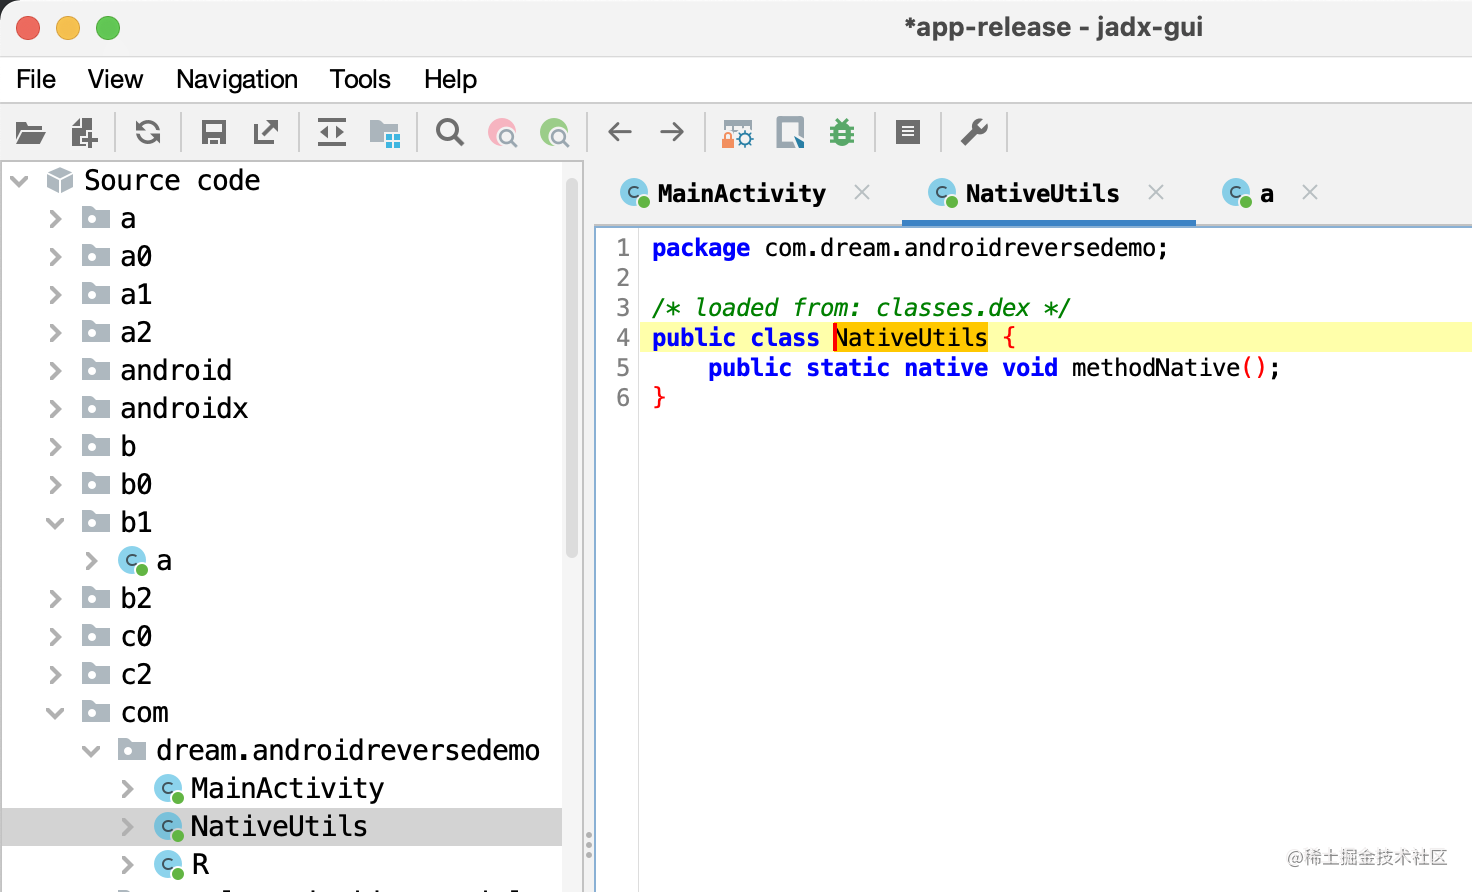 *app-release - jadx-gui
File View Navigation Tools Help
Source code
a
a0
a1
a2
android
androidx
b
b0
b1
a
b2
c0
c2
com
dream.androidreversedemo
MainActivity
NativeUtils
R
MainActivity NativeUtils a
1 package com.dream.androidreversedemo;
2
3 /* loaded from: classes.dex */
4 public class NativeUtils {
5 public static native void methodNative();
6 }
@稀土掘金技术社区